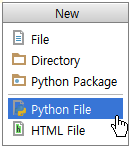 New
File
Directory
Python Package
Python File
HTML File